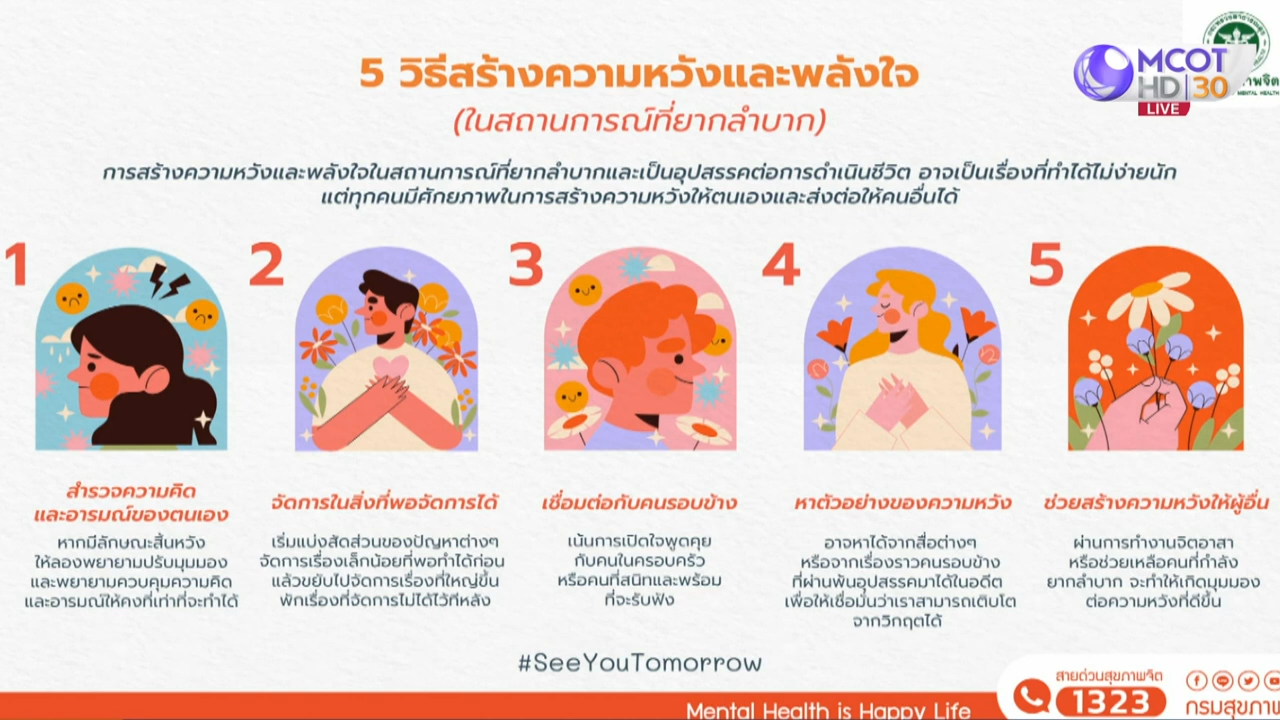 5 วิธีสร้างความหวังและพลังใจ
(ในสถานการณ์ที่ยากลำบาก)
MCOT
HD 30
LIVE
การสร้างความหวังและพลังใจในสถานการณ์ที่ยากลำบากและเป็นอุปสรรคต่อการดำเนินชีวิต อาจเป็นเรื่องที่ทำได้ไม่ง่ายนัก
แต่ทุกคนมีศักยภาพในการสร้างความหวังให้ตนเองและส่งต่อให้คนอื่นได้
1
สำรวจความคิด
และอารมณ์ของตนเอง
หากมีลักษณะสิ้นหวัง
ให้ลองพยายามปรับมุมมอง
และพยายามควบคุมความคิด
และอารมณ์ให้คงที่เท่าที่จะทำได้
2
จัดการในสิ่งที่พอจัดการได้
เริ่มแบ่งสัดส่วนของปัญหาต่างๆ
จัดการเรื่องเล็กน้อยที่พอทำได้ก่อน
แล้วขยับไปจัดการเรื่องที่ใหญ่ขึ้น
พักเรื่องที่จัดการไม่ได้ไว้ทีหลัง
3
เชื่อมต่อกับคนรอบข้าง
เน้นการเปิดใจพูดคุย
กับคนในครอบครัว
หรือคนที่สนิทและพร้อม
ที่จะรับฟัง
4
หาตัวอย่างของความหวัง
อาจหาได้จากสื่อต่างๆ
หรือจากเรื่องราวคนรอบข้าง
ที่ผ่านพ้นอุปสรรคมาได้ในอดีต
เพื่อให้เชื่อมั่นว่าเราสามารถเติบโต
จากวิกฤตได้
5
ช่วยสร้างความหวังให้ผู้อื่น
ผ่านการทำงานจิตอาสา
หรือช่วยเหลือคนที่กำลัง
ยากลำบาก จะทำให้เกิดมุมมอง
ต่อความหวังที่ดีขึ้น
#SeeYouTomorrow
Mental Health is Happy Life
สายด่วนสุขภาพจิต
1323
กรมสุขภาพ